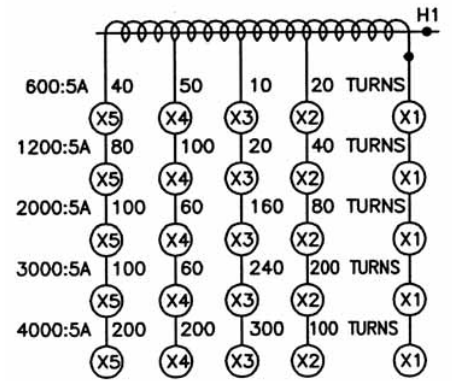 H1
600:5A 40 50 10 20 TURNS
X5 X4 X3 X2 X1
1200:5A 80 100 20 40 TURNS
X5 X4 X3 X2 X1
2000:5A 100 60 160 80 TURNS
X5 X4 X3 X2 X1
3000:5A 100 60 240 200 TURNS
X5 X4 X3 X2 X1
4000:5A 200 200 300 100 TURNS
X5 X4 X3 X2 X1